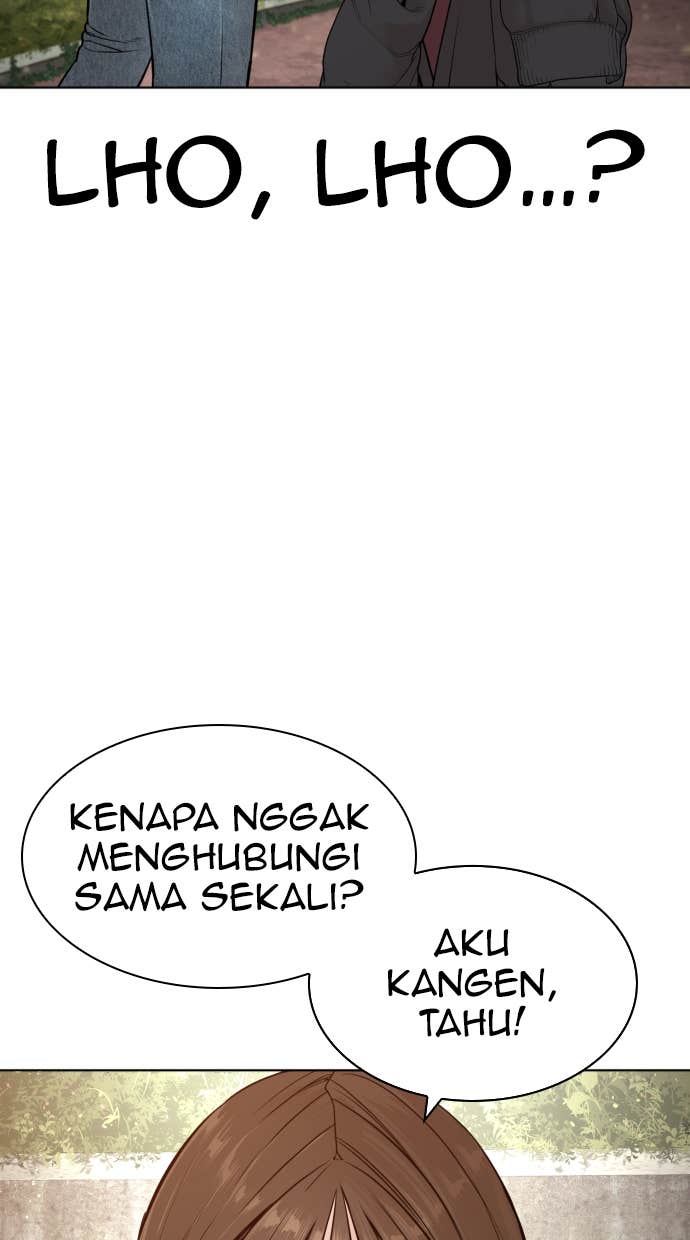 LHO, LHO...?
KENAPA NGGAK
MENGHUBUNGI
SAMA SEKALI?
AKU
KANGEN,
TAHU!